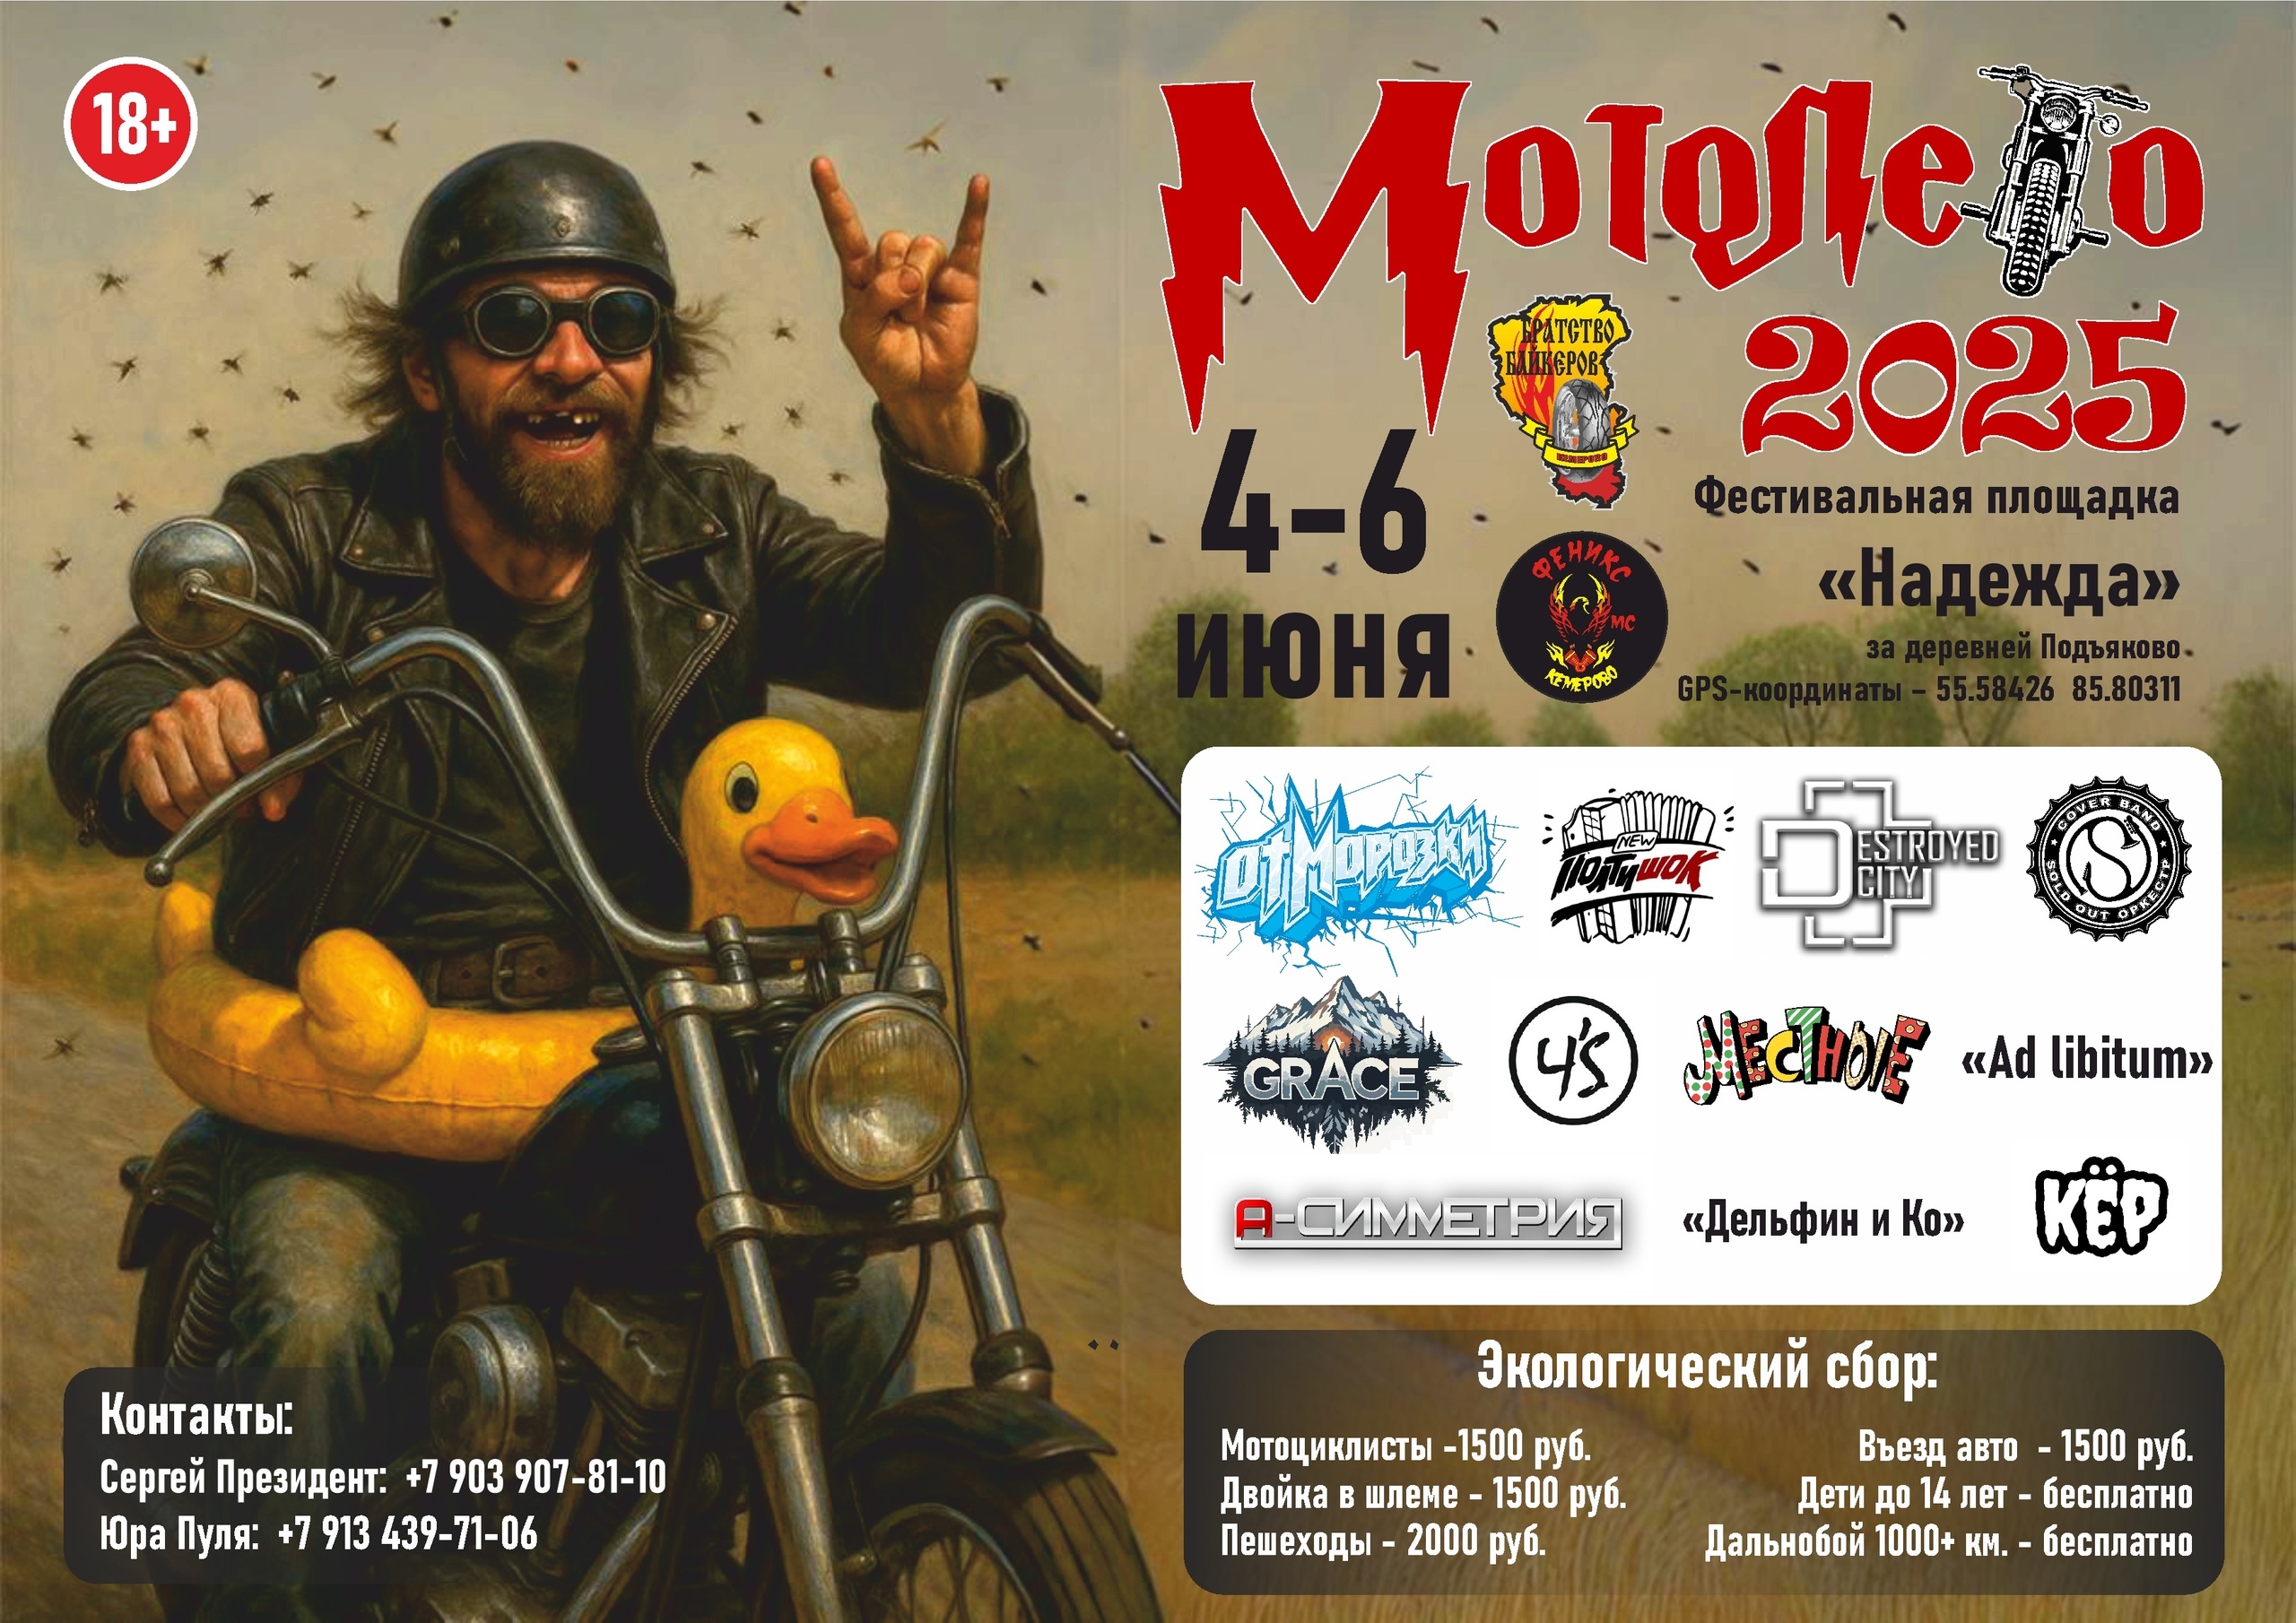 18+
МотоЛето
2025
4-6
июня
БРАТСТВО
БАЙКЕРОВ
КЕМЕРОВО
ФЕНИКС
МС
КЕМЕРОВО
Фестивальная площадка
«Надежда»
за деревней Подъяково
GPS-координаты - 55.58426 85.80311
отМорозки
NEW
ПОЛТИШОК
DESTROYED
CITY
COVER BAND
S
SOLD OUT ОРКЕСТР
GRACE
4'S
МЕСТНЫЕ
«Ad libitum»
А-СИММЕТРИЯ
«Дельфин и Ко»
КЁР
Экологический сбор:
Мотоциклисты -1500 руб.
Двойка в шлеме - 1500 руб.
Пешеходы - 2000 руб.
Въезд авто - 1500 руб.
Дети до 14 лет - бесплатно
Дальнобой 1000+ км. - бесплатно
Контакты:
Сергей Президент: +7 903 907-81-10
Юра Пуля: +7 913 439-71-06